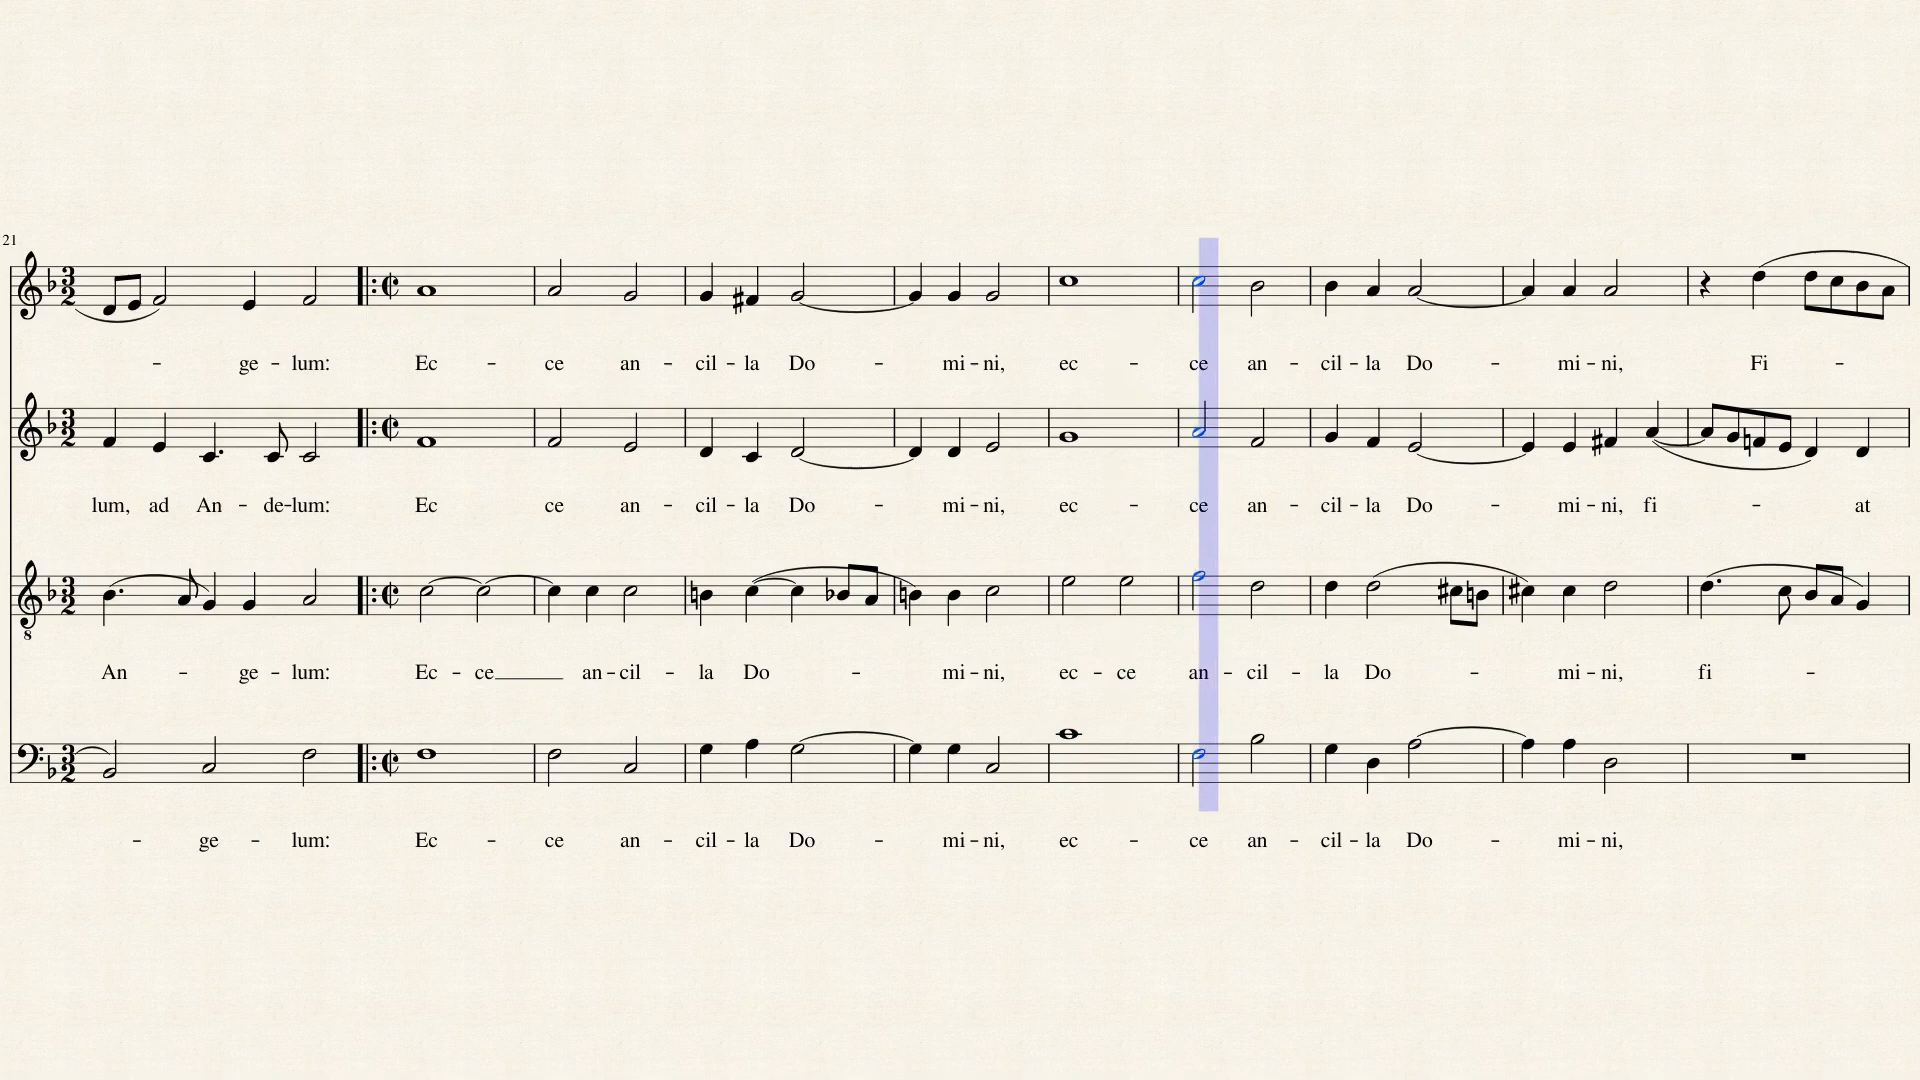 21
- ge - lum: Ec - ce an - cil - la Do - mi - ni, ec - ce an - cil - la Do - mi - ni, Fi -
lum, ad An - de-lum: Ec ce an - cil - la Do - mi - ni, ec - ce an - cil - la Do - mi - ni, fi - at
8
An - ge - lum: Ec - ce____ an - cil - la Do - mi - ni, ec - ce an - cil - la Do - mi - ni, fi -
- ge - lum: Ec - ce an - cil - la Do - mi - ni, ec - ce an - cil - la Do - mi - ni,